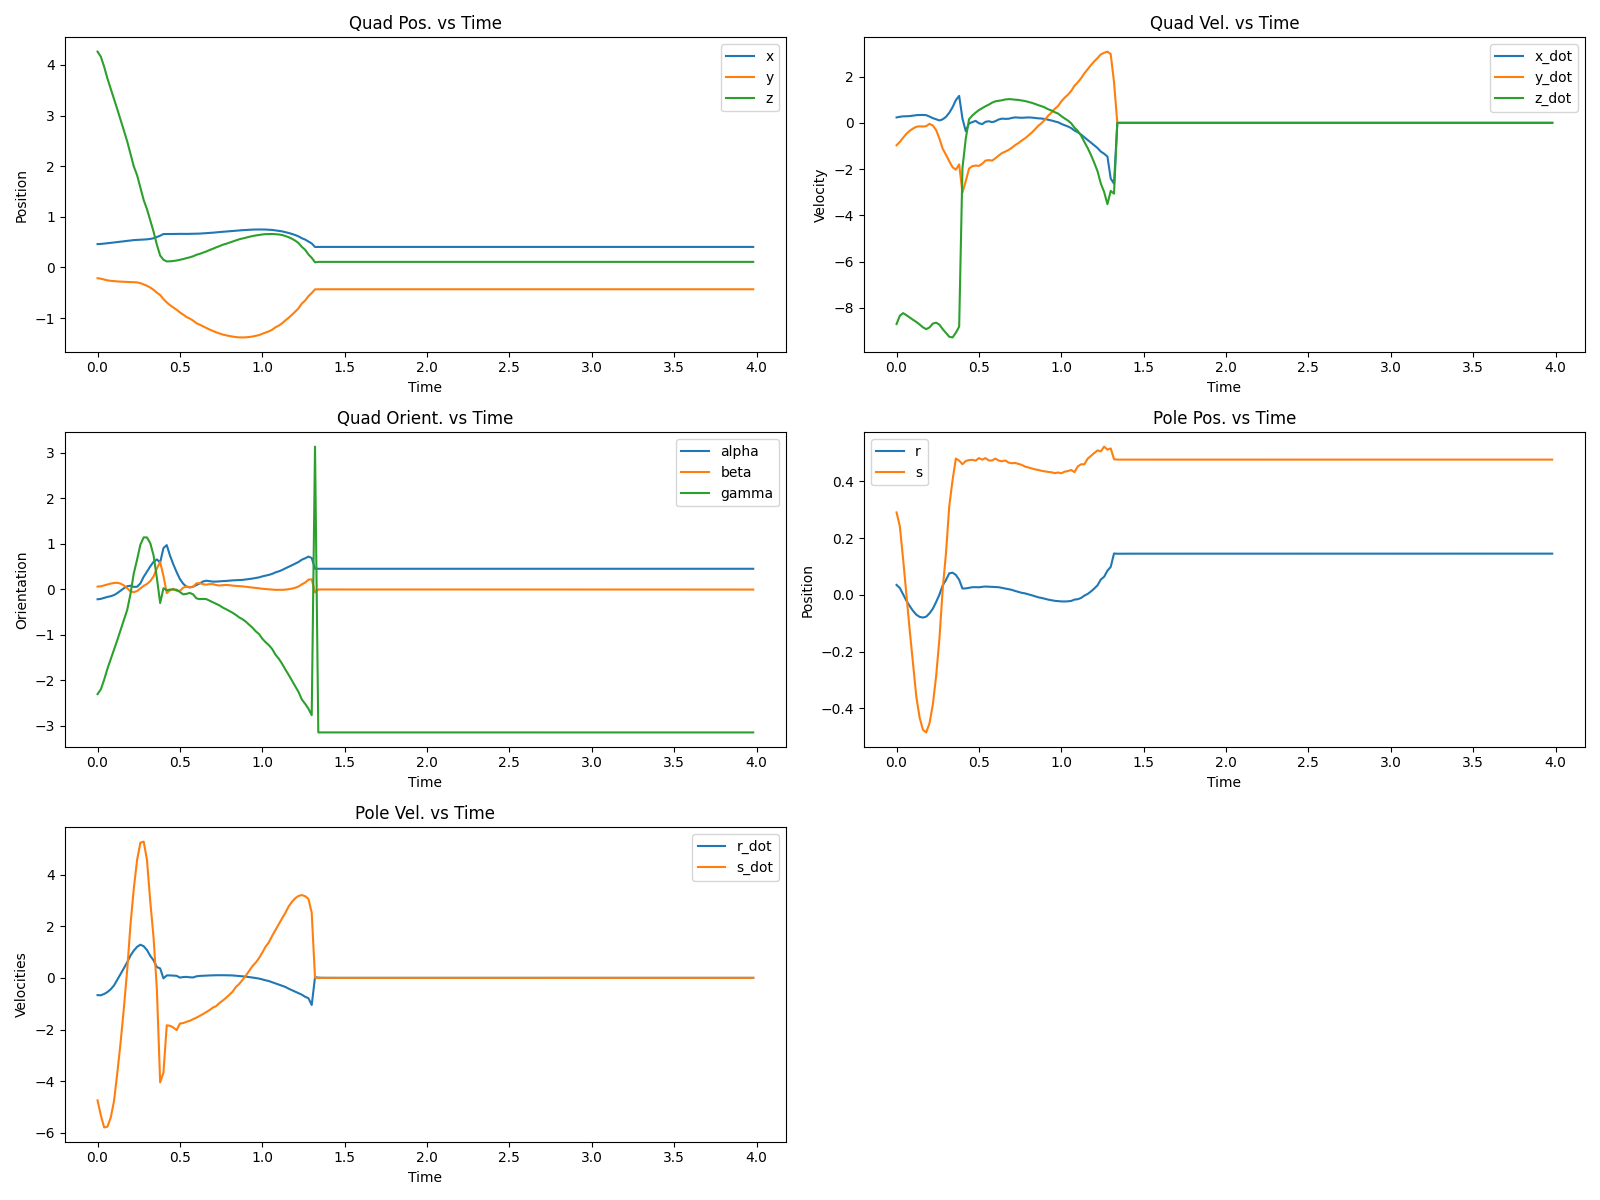 Quad Pos. vs Time
Position
4
3
2
1
0
−1
x
y
z
0.0 0.5 1.0 1.5 2.0 2.5 3.0 3.5 4.0
Time
Quad Vel. vs Time
Velocity
2
0
−2
−4
−6
−8
x_dot
y_dot
z_dot
0.0 0.5 1.0 1.5 2.0 2.5 3.0 3.5 4.0
Time
Quad Orient. vs Time
Orientation
3
2
1
0
−1
−2
−3
alpha
beta
gamma
0.0 0.5 1.0 1.5 2.0 2.5 3.0 3.5 4.0
Time
Pole Pos. vs Time
Position
0.4
0.2
0.0
−0.2
−0.4
r
s
0.0 0.5 1.0 1.5 2.0 2.5 3.0 3.5 4.0
Time
Pole Vel. vs Time
Velocities
4
2
0
−2
−4
−6
r_dot
s_dot
0.0 0.5 1.0 1.5 2.0 2.5 3.0 3.5 4.0
Time